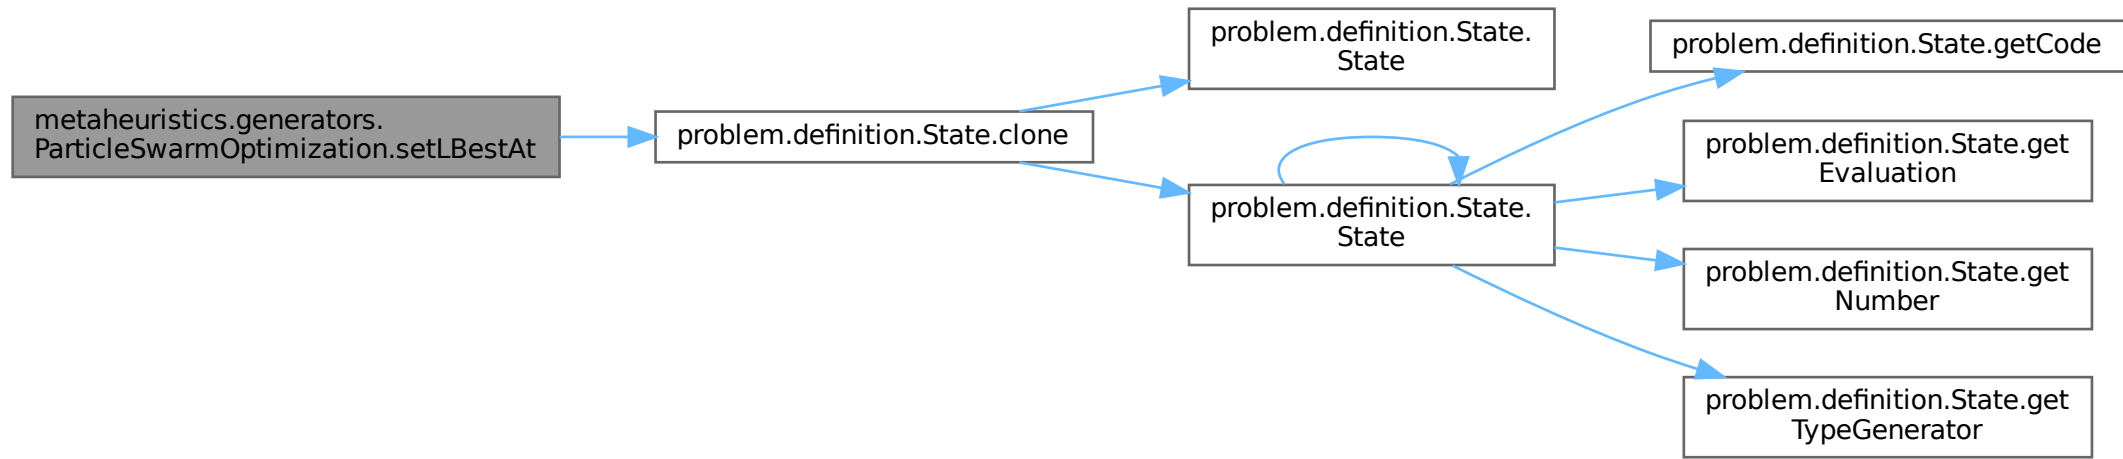 metaheuristics.generators.
ParticleSwarmOptimization.setLBestAt
problem.definition.State.clone
problem.definition.State.
State
problem.definition.State.
State
problem.definition.State.getCode
problem.definition.State.get
Evaluation
problem.definition.State.get
Number
problem.definition.State.get
TypeGenerator